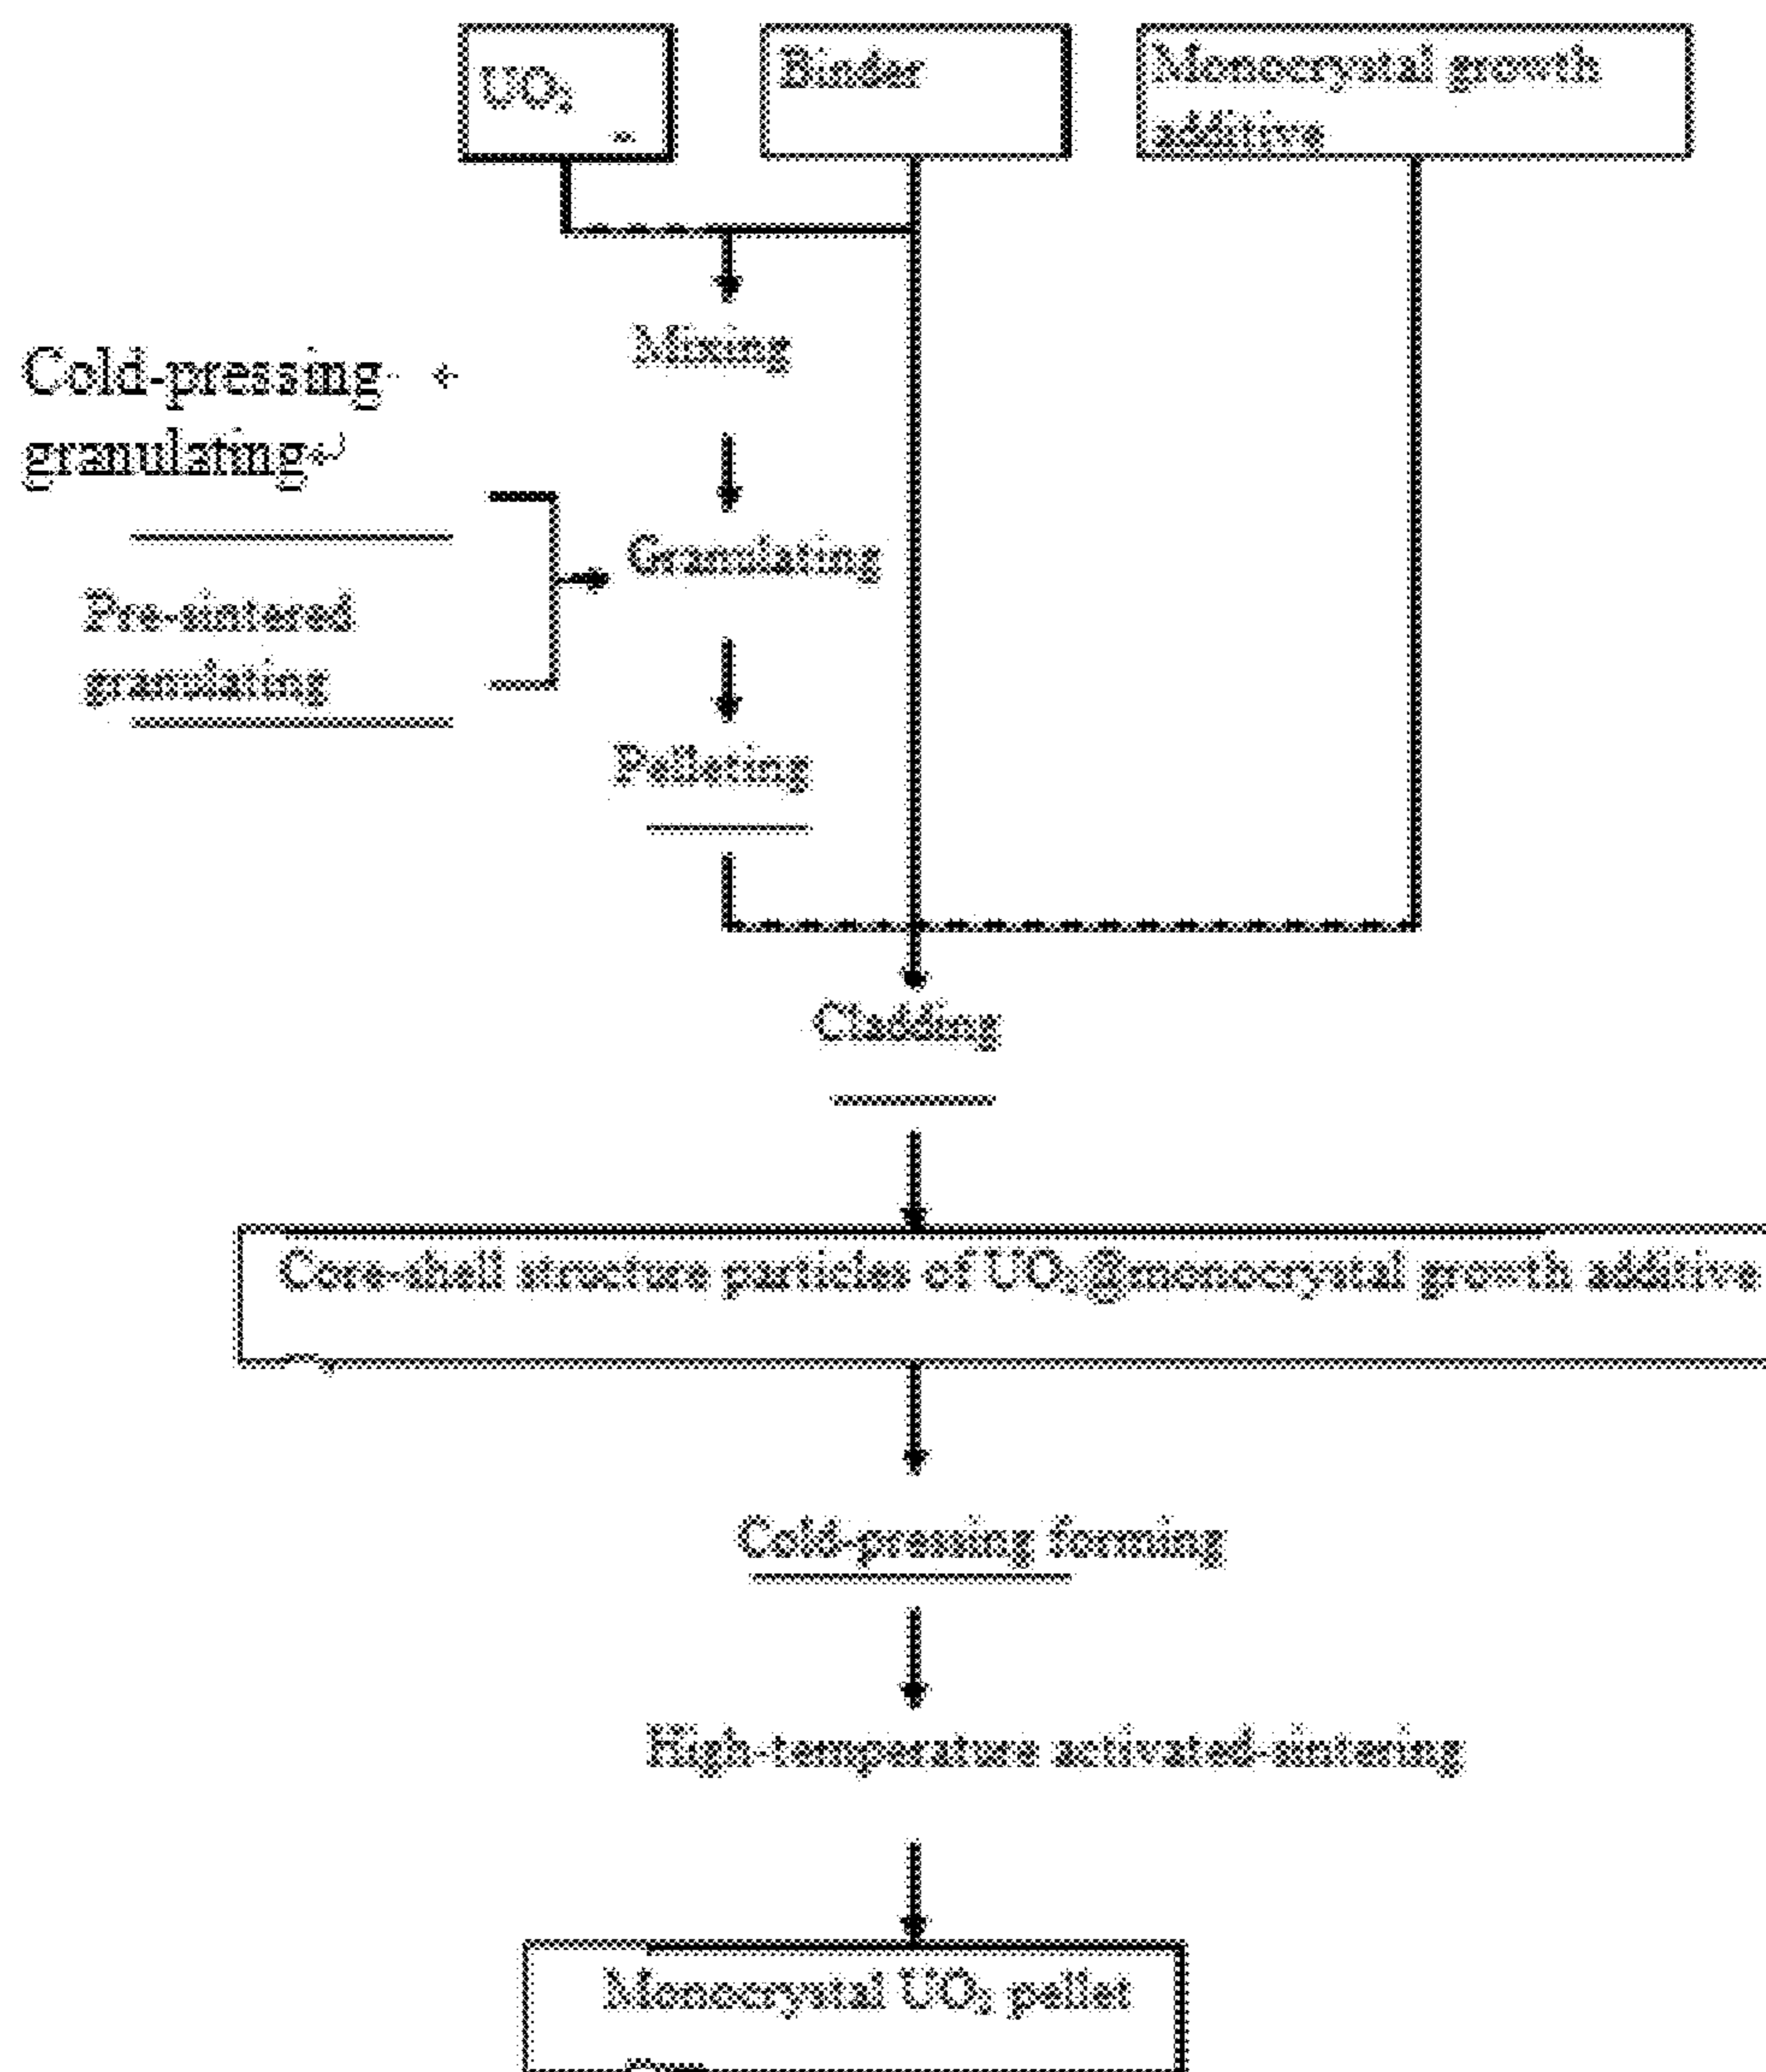 UO₂
Binder
Monocrystal growth
additive
Mixing
Cold-pressing
granulating
Granulating
Pre-sintered
granulating
Pelleting
Cladding
Core-shell structure particles of UO₂@monocrystal growth additive
Cold-pressing forming
High-temperature activated-sintering
Monocrystal UO₂ pellet